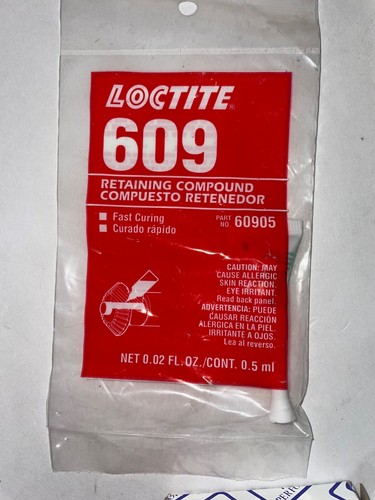 LOCTITE®
609
RETAINING COMPOUND
COMPUESTO RETENEDOR
Fast Curing
Curado rápido
PART NO. 60905
CAUTION: MAY
CAUSE ALLERGIC
SKIN REACTION.
EYE IRRITANT.
Read back panel.
ADVERTENCIA: PUEDE
CAUSAR REACCIÓN
ALÉRGICA EN LA PIEL.
IRRITANTE A OJOS.
Lea al reverso.
NET 0.02 FL.OZ./CONT. 0.5 ml